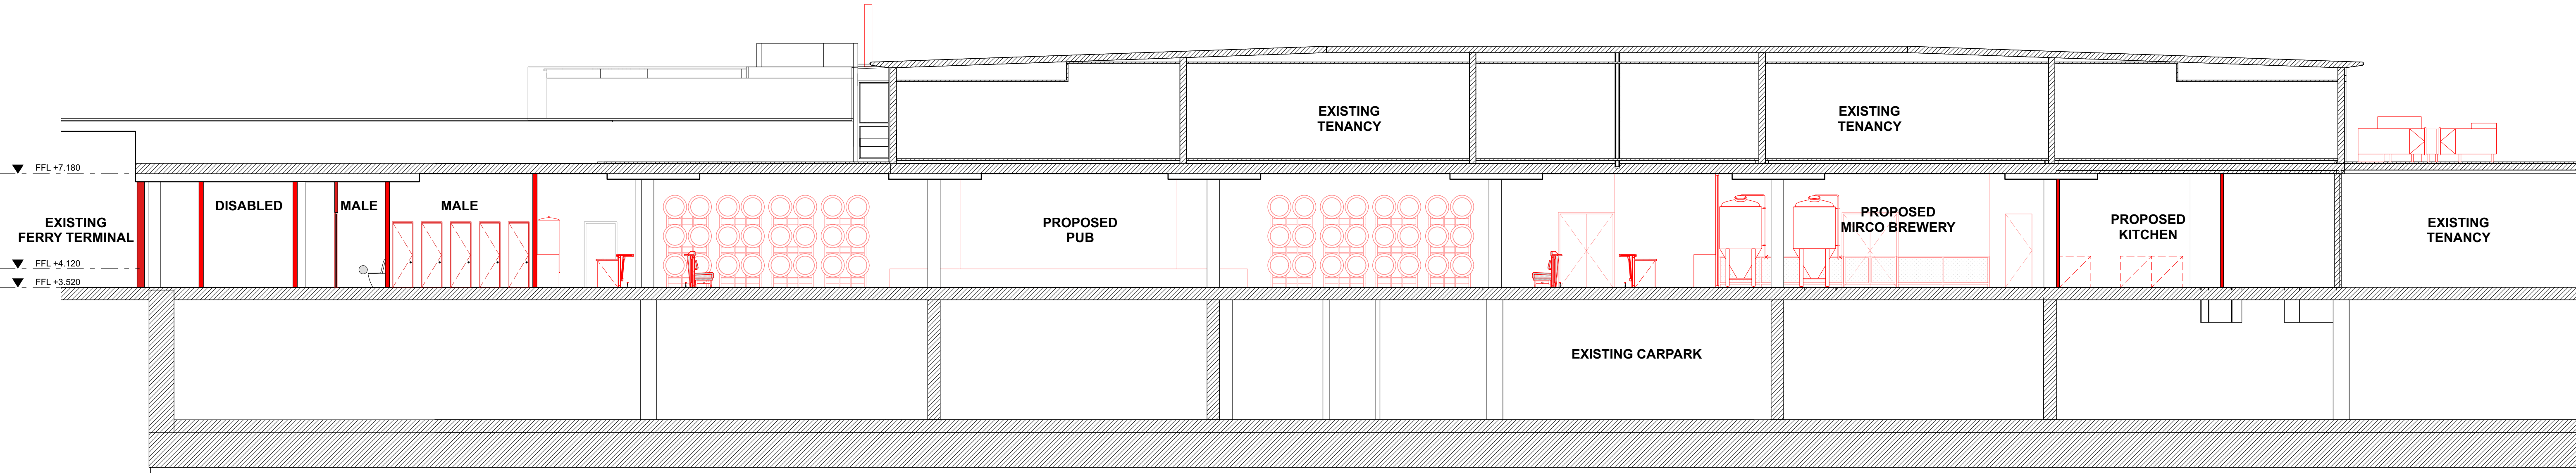 EXISTING
TENANCY
EXISTING
TENANCY
FFL +7.180
DISABLED
MALE
MALE
EXISTING
FERRY TERMINAL
PROPOSED
PUB
PROPOSED
MIRCO BREWERY
PROPOSED
KITCHEN
EXISTING
TENANCY
FFL +4.120
FFL +3.520
EXISTING CARPARK